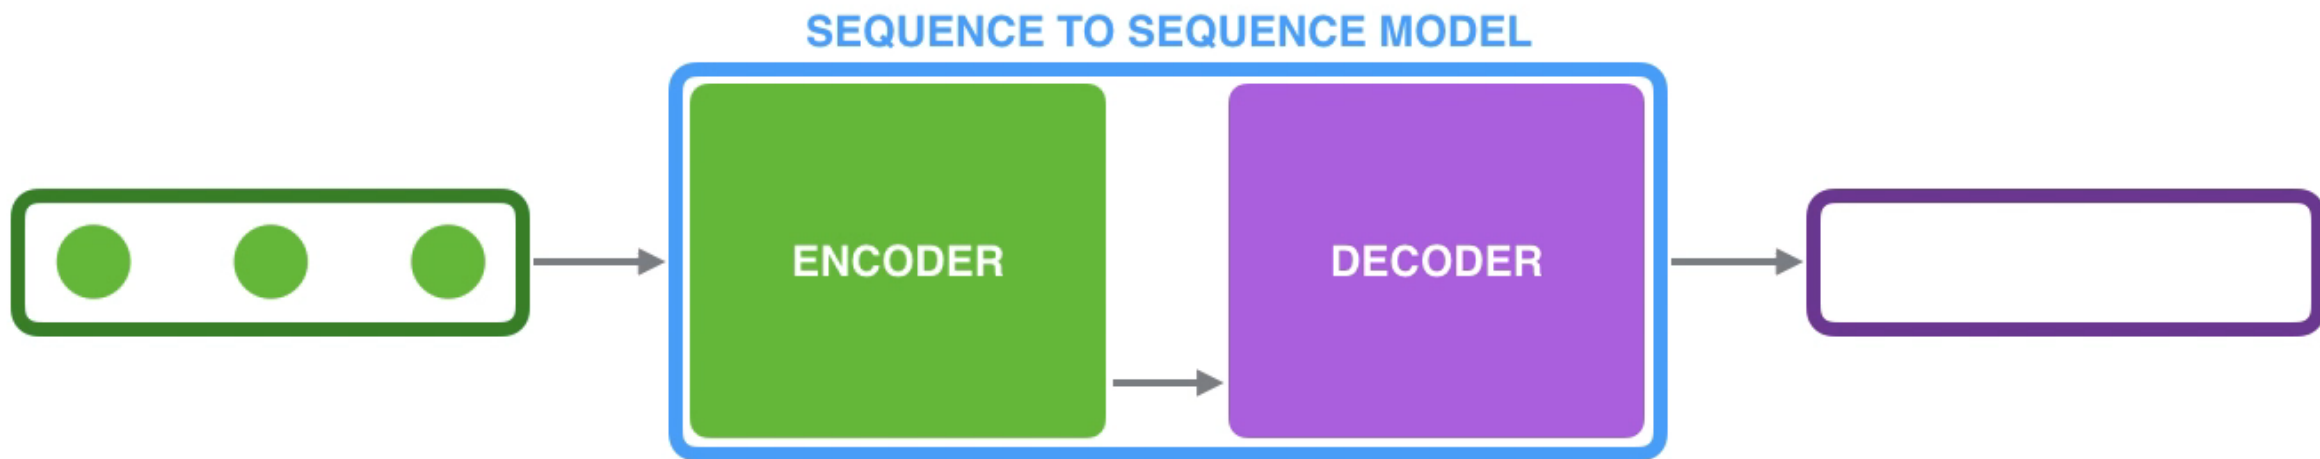 SEQUENCE TO SEQUENCE MODEL
ENCODER
DECODER